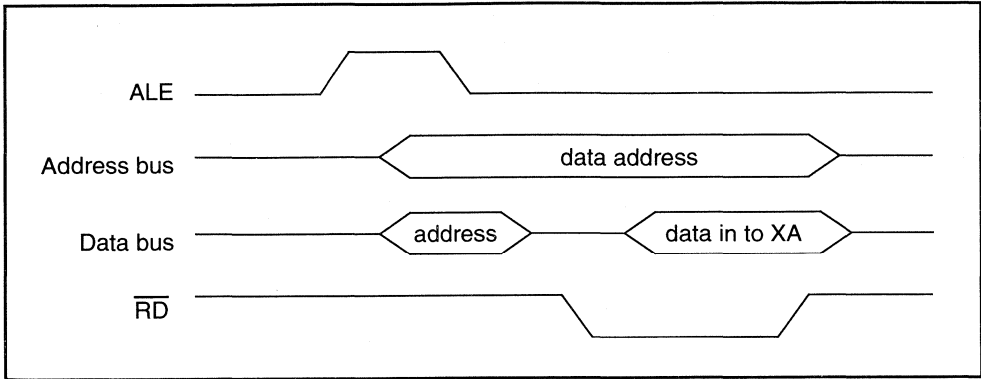 ALE
Address bus
data address
Data bus
address
data in to XA
RD